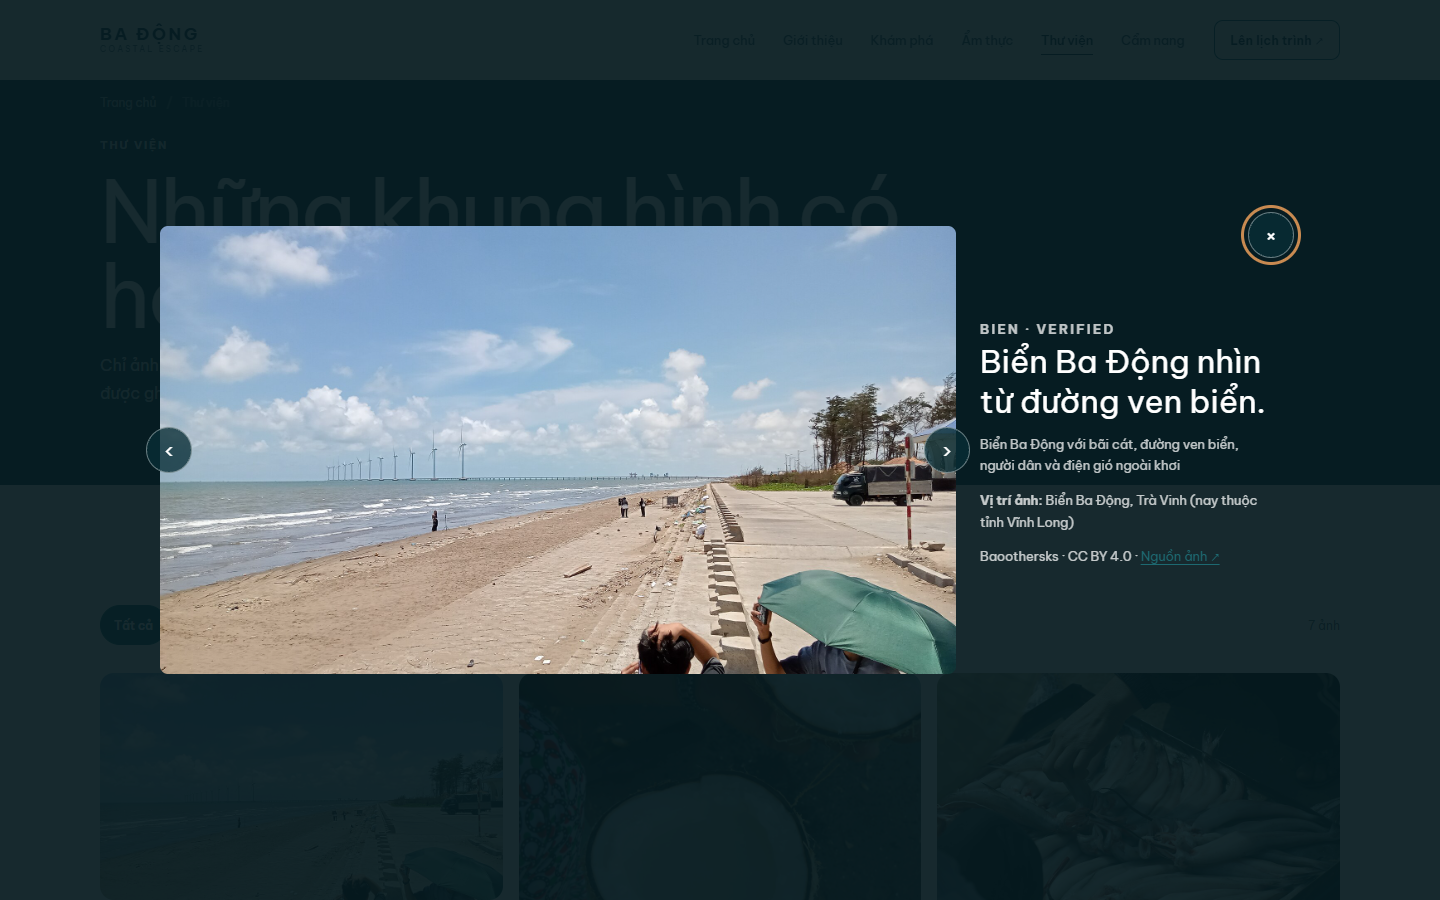 BA ĐỘNG
COASTAL ESCAPE
Trang chủ
Giới thiệu
Khám phá
Ẩm thực
Thư viện
Cẩm nang
Lên lịch trình ↗
Trang chủ / Thư viện
THƯ VIỆN
Những khung hình có
Chỉ ảnh
được
BIEN · VERIFIED
Biển Ba Động nhìn
từ đường ven biển.
Biển Ba Động với bãi cát, đường ven biển,
người dân và điện gió ngoài khơi
Vị trí ảnh: Biển Ba Động, Trà Vinh (nay thuộc
tỉnh Vĩnh Long)
Baoothersks · CC BY 4.0 · Nguồn ảnh ↗
Tất cả
7 ảnh